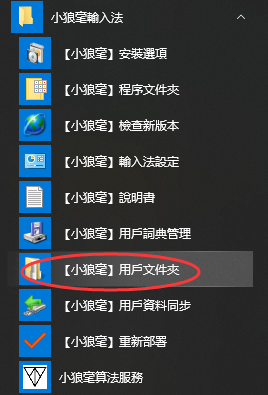 小狼毫輸入法
【小狼毫】安裝選項
【小狼毫】程序文件夾
【小狼毫】檢查新版本
【小狼毫】輸入法設定
【小狼毫】說明書
【小狼毫】用戶詞典管理
【小狼毫】用戶文件夾
【小狼毫】用戶資料同步
【小狼毫】重新部署
小狼毫算法服務